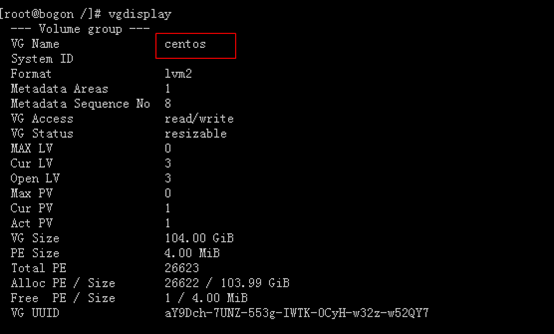 [root@bogon /]# vgdisplay
--- Volume group ---
VG Name centos
System ID
Format lvm2
Metadata Areas 1
Metadata Sequence No 8
VG Access read/write
VG Status resizable
MAX LV 0
Cur LV 3
Open LV 3
Max PV 0
Cur PV 1
Act PV 1
VG Size 104.00 GiB
PE Size 4.00 MiB
Total PE 26623
Alloc PE / Size 26622 / 103.99 GiB
Free PE / Size 1 / 4.00 MiB
VG UUID aY9Dch-7UNZ-553g-IWTK-OCyH-w32z-w52QY7